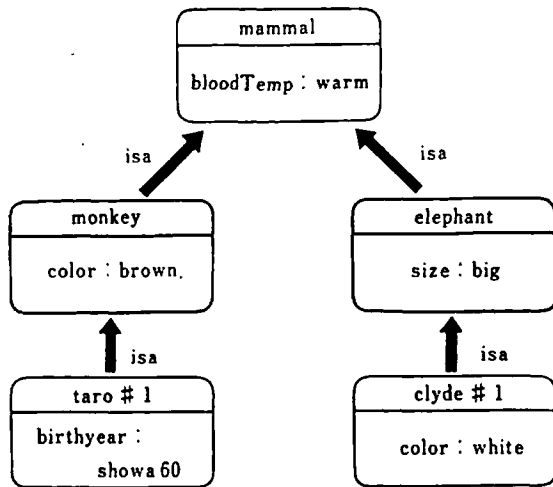 mammal
bloodTemp : warm
isa
isa
monkey
elephant
color : brown.
size : big
isa
isa
taro # 1
clyde # 1
birthyear :
showa 60
color : white